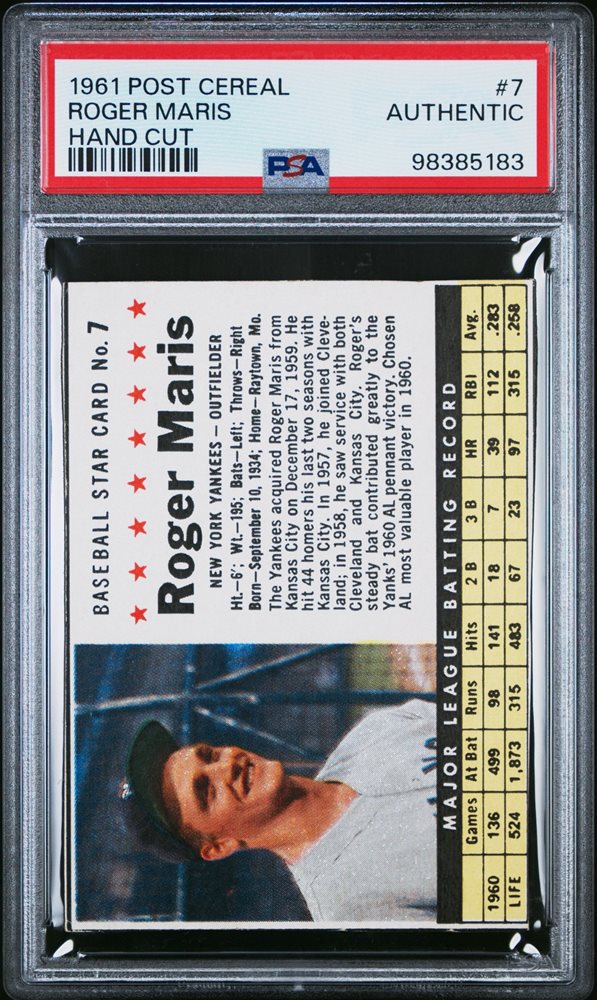 1961 POST CEREAL #7
ROGER MARIS AUTHENTIC
HAND CUT
PSA 98385183
BASEBALL STAR CARD No. 7
Roger Maris
NEW YORK YANKEES – OUTFIELDER
Ht.–6'; Wt.–195; Bats–Left; Throws–Right
Born–September 10, 1934; Home–Raytown, Mo.
The Yankees acquired Roger Maris from
Kansas City on December 17, 1959. He
hit 44 homers his last two seasons with
Kansas City. In 1957, he joined Cleve-
land; in 1958, he saw service with both
Cleveland and Kansas City. Roger's
steady bat contributed greatly to the
Yanks' 1960 AL pennant victory. Chosen
AL most valuable player in 1960.
MAJOR LEAGUE BATTING RECORD
Games At Bat Runs Hits 2 B 3 B HR RBI Avg.
1960 136 499 98 141 18 7 39 112 .283
LIFE 524 1,873 315 483 67 23 97 315 .258